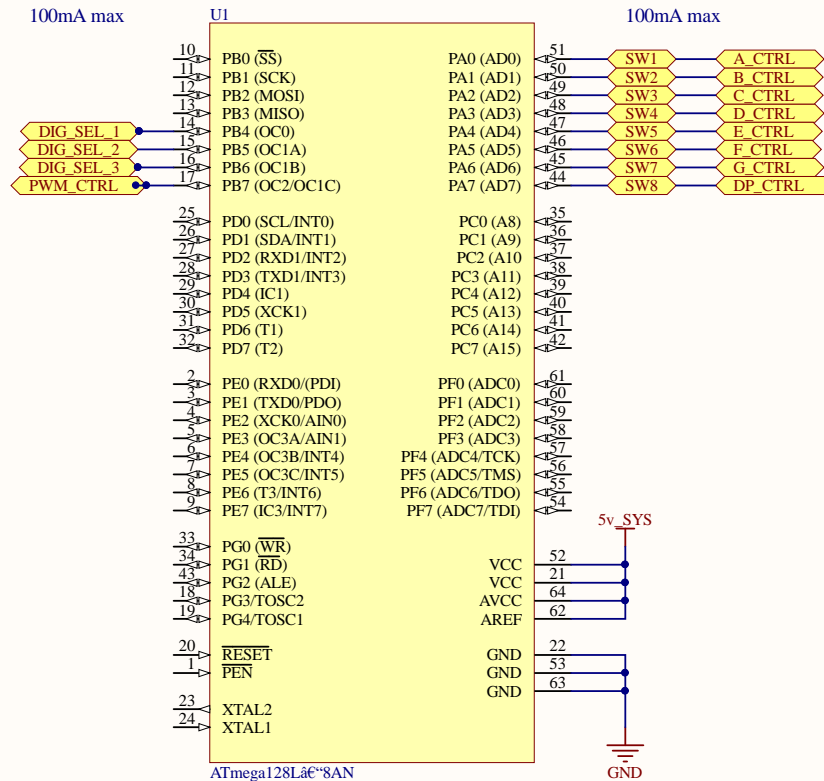 100mA max
U1
100mA max
10 PB0 (SS) PA0 (AD0) 51 SW1 A_CTRL
11 PB1 (SCK) PA1 (AD1) 50 SW2 B_CTRL
12 PB2 (MOSI) PA2 (AD2) 49 SW3 C_CTRL
13 PB3 (MISO) PA3 (AD3) 48 SW4 D_CTRL
DIG_SEL_1 14 PB4 (OC0) PA4 (AD4) 47 SW5 E_CTRL
DIG_SEL_2 15 PB5 (OC1A) PA5 (AD5) 46 SW6 F_CTRL
DIG_SEL_3 16 PB6 (OC1B) PA6 (AD6) 45 SW7 G_CTRL
PWM_CTRL 17 PB7 (OC2/OC1C) PA7 (AD7) 44 SW8 DP_CTRL
25 PD0 (SCL/INT0) PC0 (A8) 35
26 PD1 (SDA/INT1) PC1 (A9) 36
27 PD2 (RXD1/INT2) PC2 (A10 37
28 PD3 (TXD1/INT3) PC3 (A11) 38
29 PD4 (IC1) PC4 (A12) 39
30 PD5 (XCK1) PC5 (A13) 40
31 PD6 (T1) PC6 (A14) 41
32 PD7 (T2) PC7 (A15) 42
2 PE0 (RXD0/(PDI) PF0 (ADC0) 61
3 PE1 (TXD0/PDO) PF1 (ADC1) 60
4 PE2 (XCK0/AIN0) PF2 (ADC2) 59
5 PE3 (OC3A/AIN1) PF3 (ADC3) 58
6 PE4 (OC3B/INT4) PF4 (ADC4/TCK) 57
7 PE5 (OC3C/INT5) PF5 (ADC5/TMS) 56
8 PE6 (T3/INT6) PF6 (ADC6/TDO) 55
9 PE7 (IC3/INT7) PF7 (ADC7/TDI) 54
5v_SYS
33 PG0 (WR)
34 PG1 (RD) VCC 52
43 PG2 (ALE) VCC 21
18 PG3/TOSC2 AVCC 64
19 PG4/TOSC1 AREF 62
20 RESET GND 22
1 PEN GND 53
GND 63
23 XTAL2
24 XTAL1
ATmega128Lâ€“8AN
GND